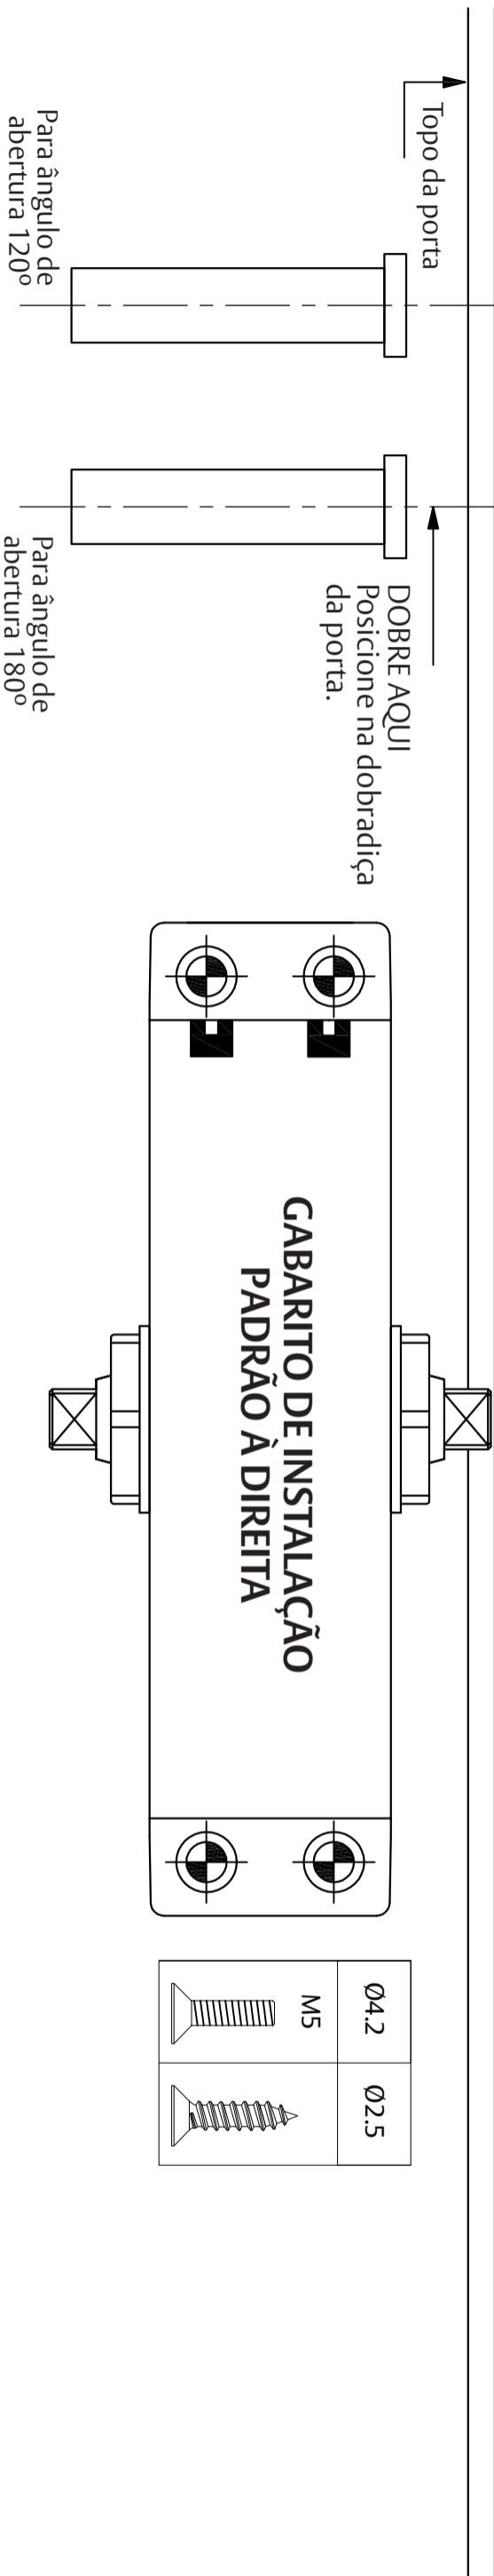 Topo da porta
Para ângulo de
abertura 120º
DOBRE AQUI
Posicione na dobradiça
da porta.
Para ângulo de
abertura 180º
GABARITO DE INSTALAÇÃO
PADRÃO À DIREITA
Ø4.2
Ø2.5
M5